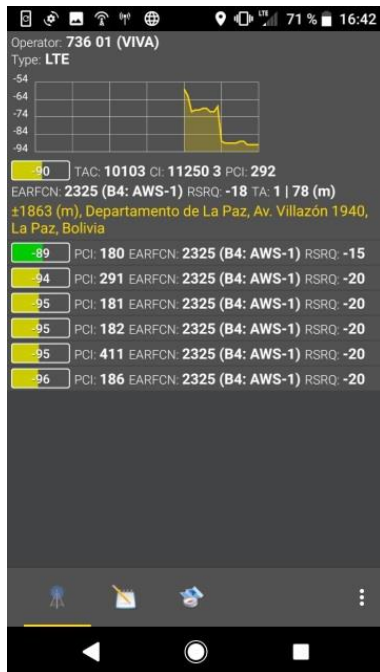 LTE 71 % 16:42
Operator: 736 01 (VIVA)
Type: LTE
-54
-64
-74
-84
-94
-90 TAC: 10103 CI: 11250 3 PCI: 292
EARFCN: 2325 (B4: AWS-1) RSRQ: -18 TA: 1 | 78 (m)
±1863 (m), Departamento de La Paz, Av. Villazón 1940,
La Paz, Bolivia
-89 PCI: 180 EARFCN: 2325 (B4: AWS-1) RSRQ: -15
-94 PCI: 291 EARFCN: 2325 (B4: AWS-1) RSRQ: -20
-95 PCI: 181 EARFCN: 2325 (B4: AWS-1) RSRQ: -20
-95 PCI: 182 EARFCN: 2325 (B4: AWS-1) RSRQ: -20
-95 PCI: 411 EARFCN: 2325 (B4: AWS-1) RSRQ: -20
-96 PCI: 186 EARFCN: 2325 (B4: AWS-1) RSRQ: -20